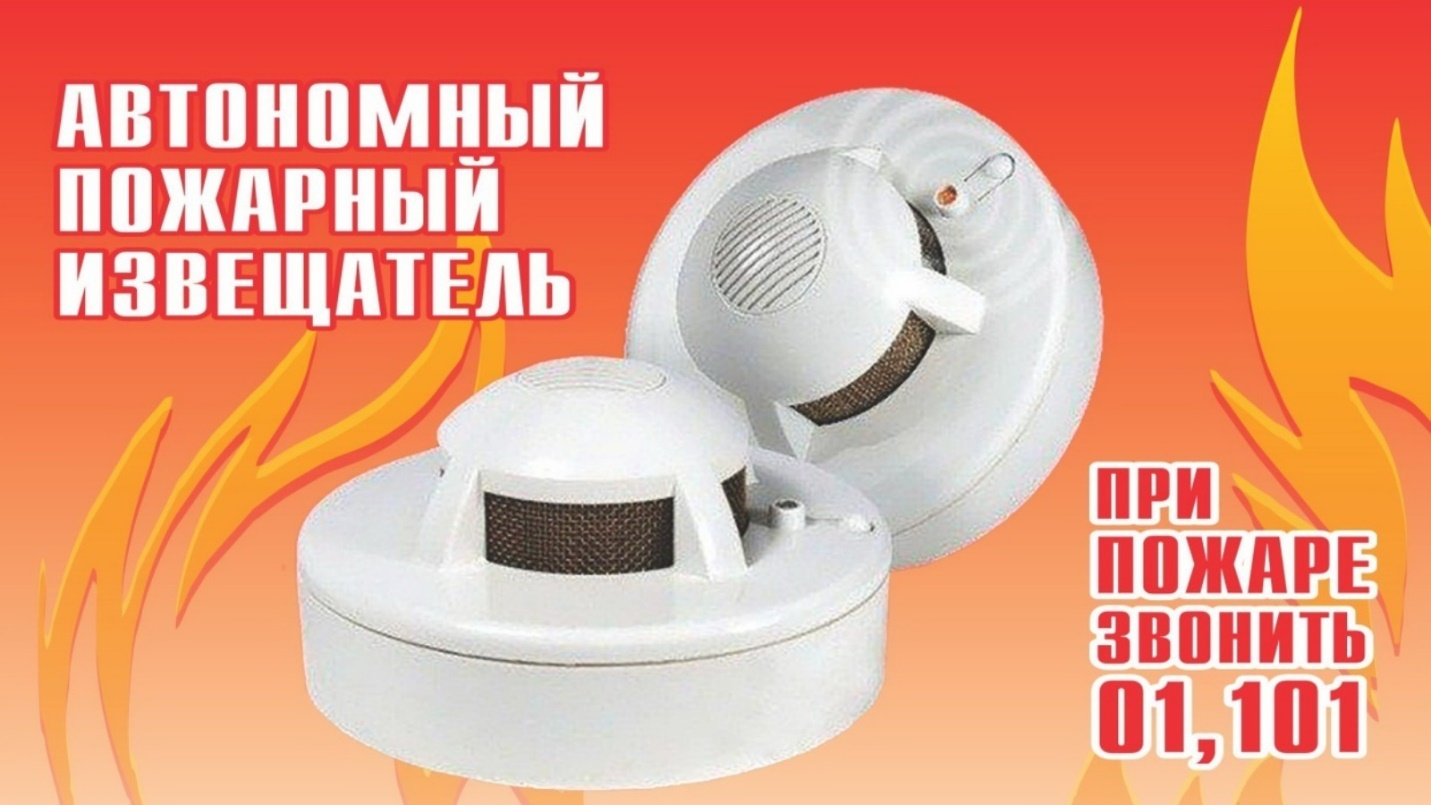 АВТОНОМНЫЙ
ПОЖАРНЫЙ
ИЗВЕЩАТЕЛЬ
ПРИ
ПОЖАРЕ
ЗВОНИТЬ
01, 101